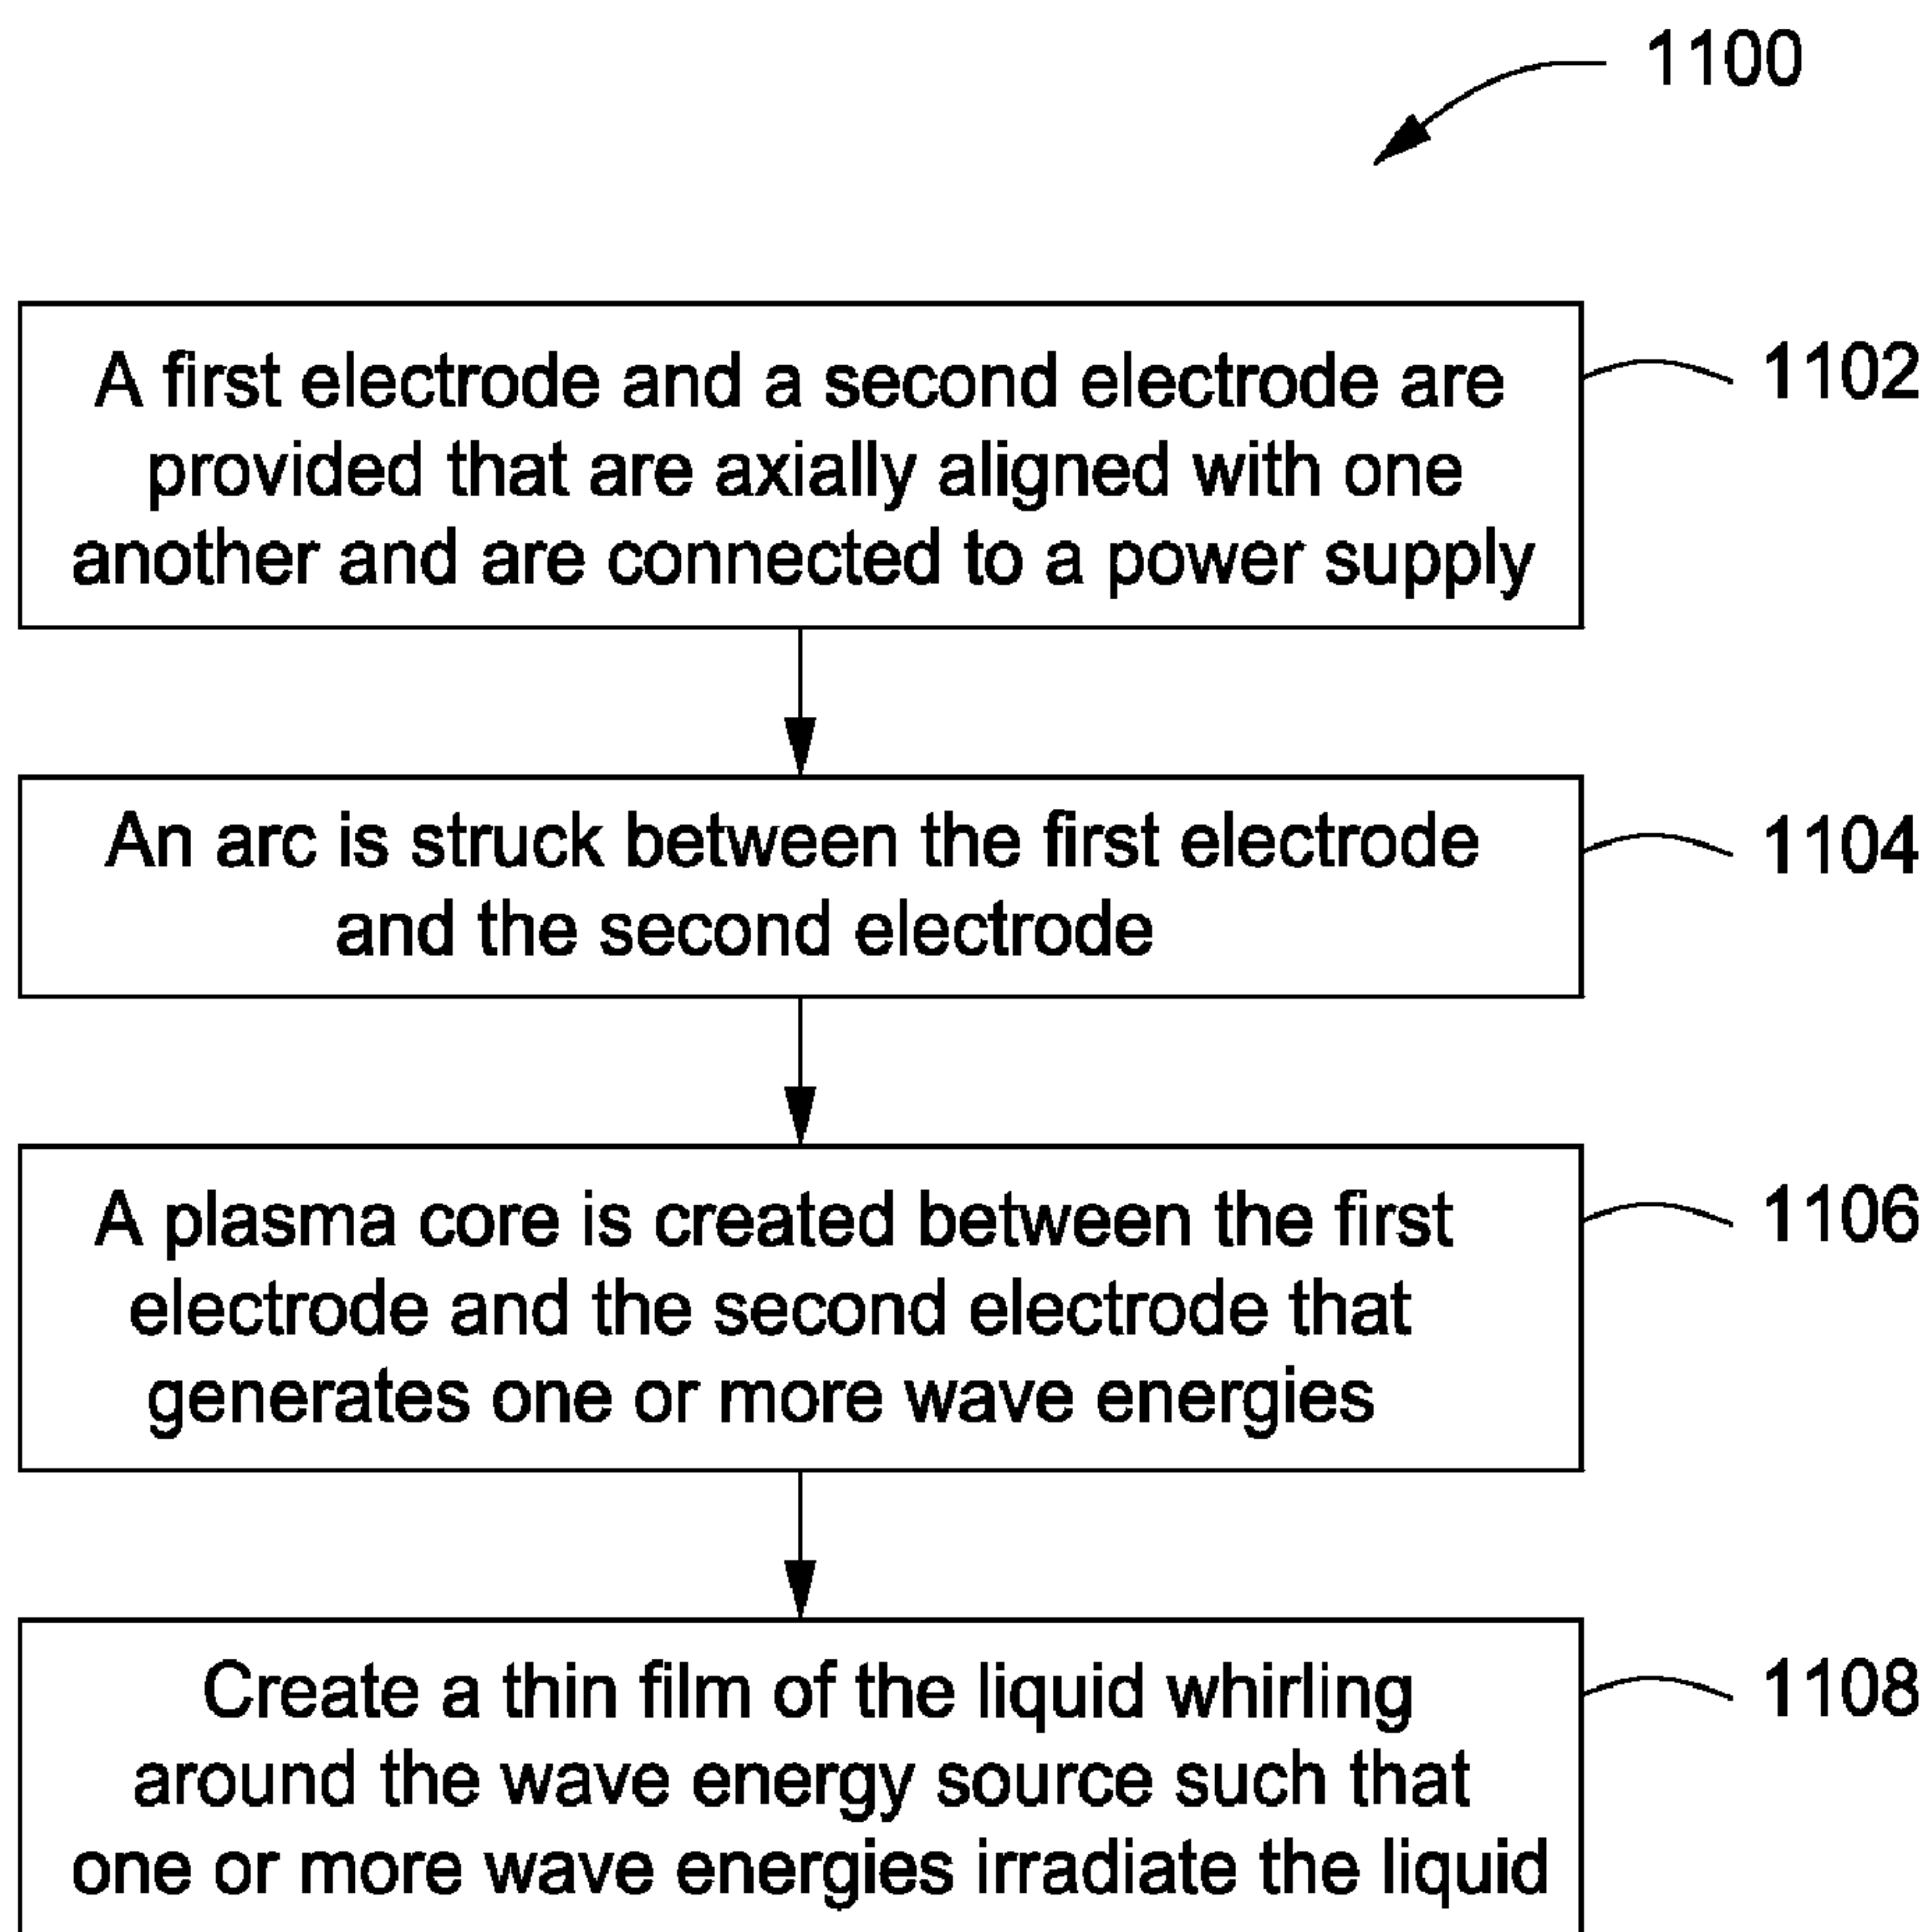 1100
A first electrode and a second electrode are
provided that are axially aligned with one
another and are connected to a power supply
1102
An arc is struck between the first electrode
and the second electrode
1104
A plasma core is created between the first
electrode and the second electrode that
generates one or more wave energies
1106
Create a thin film of the liquid whirling
around the wave energy source such that
one or more wave energies irradiate the liquid
1108